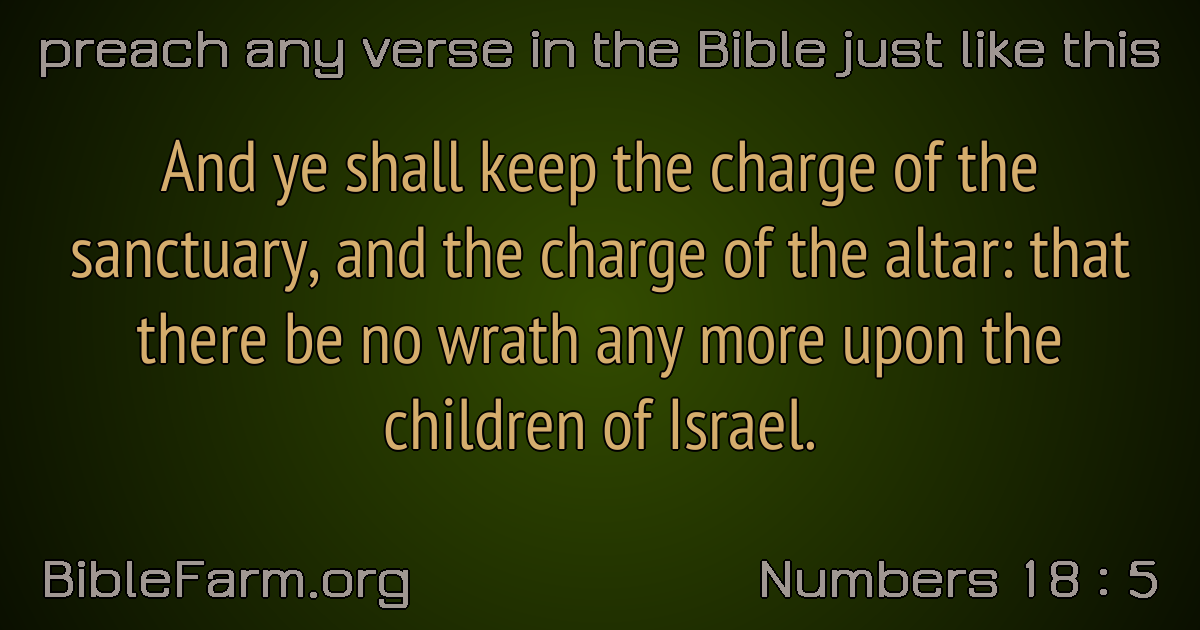 preach any verse in the Bible just like this
And ye shall keep the charge of the
sanctuary, and the charge of the altar: that
there be no wrath any more upon the
children of Israel.
BibleFarm.org
Numbers 18 : 5